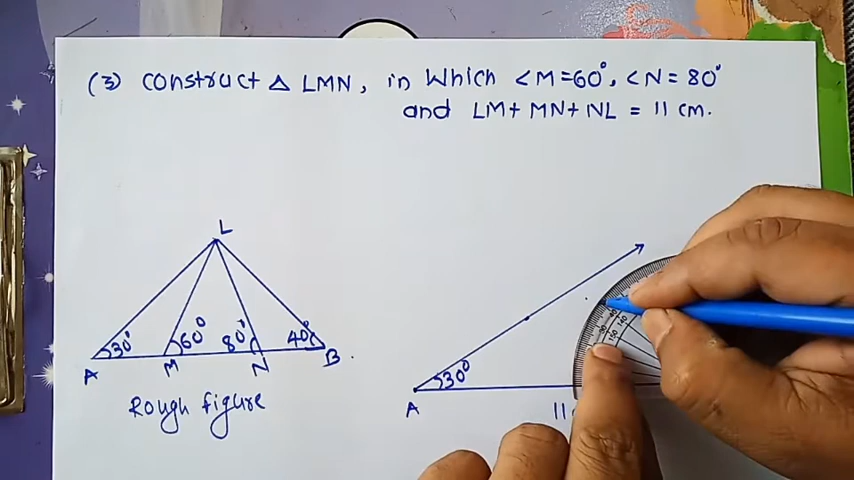 (3) Construct △ LMN, in which <M=60°, <N= 80°
and LM+ MN+ NL = 11 cm.
L
30° 60° 80° 40°
A M N B
Rough figure
30°
A
11